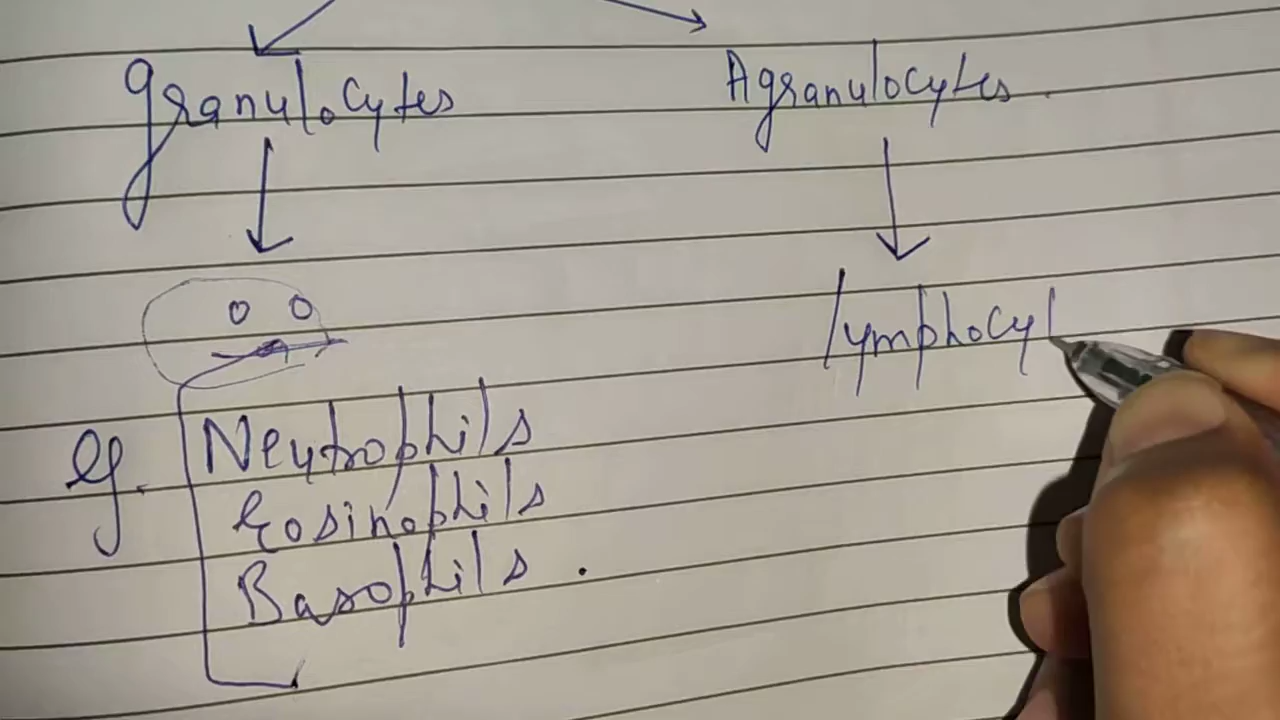 Granulocytes Agranulocytes.
lymphocyt
eg. Neutrophils
Eosinophils
Basophils .